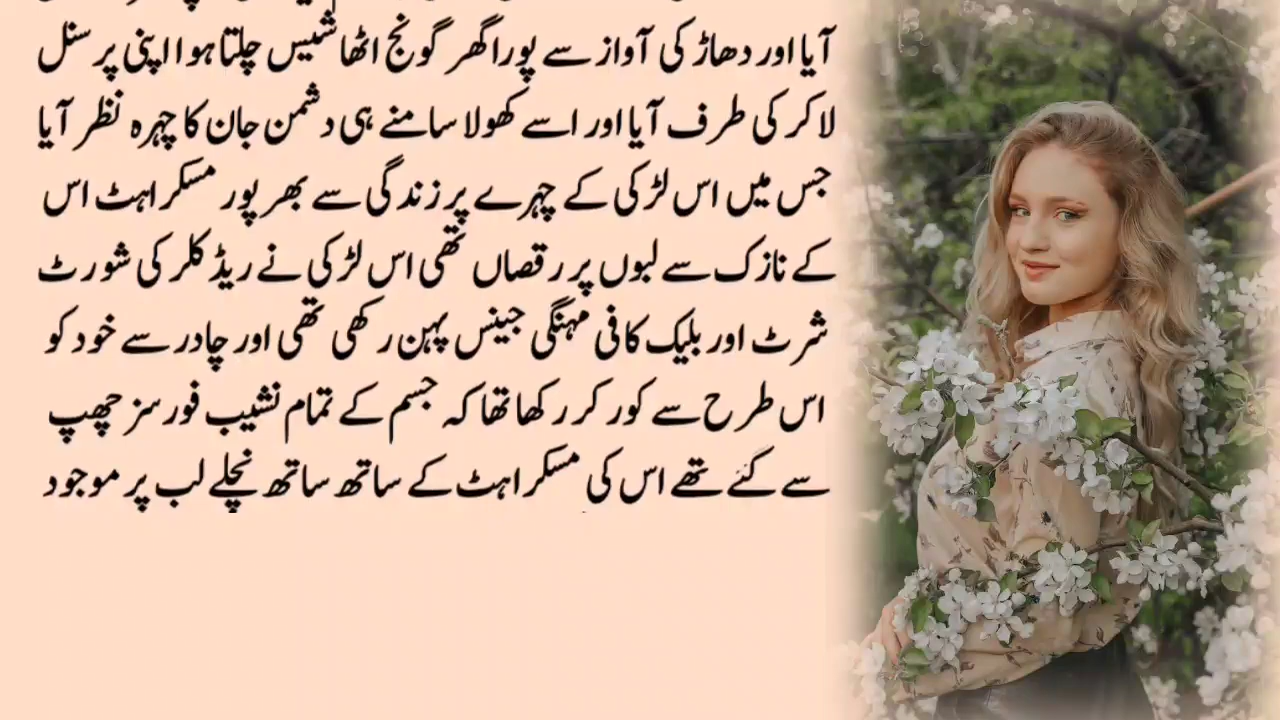 آیا اور دھاڑ کی آواز سے پورا گھر گونج اٹھا شیس چلتا ہوا اپنی پرسنل
لاکر کی طرف آیا اور اسے کھولا سامنے ہی دشمن جان کا چہرہ نظر آیا
جس میں اس لڑکی کے چہرے پر زندگی سے بھرپور مسکراہٹ اس
کے نازک سے لبوں پر رقصاں تھی اس لڑکی نے ریڈ کلر کی شورٹ
شرٹ اور بلیک کافی مہنگی جینس پہن رکھی تھی اور چادر سے خود کو
اس طرح سے کور کر رکھا تھا کہ جسم کے تمام نشیب فورسز چھپ
سے گئے تھے اس کی مسکراہٹ کے ساتھ ساتھ نچلے لب پر موجود